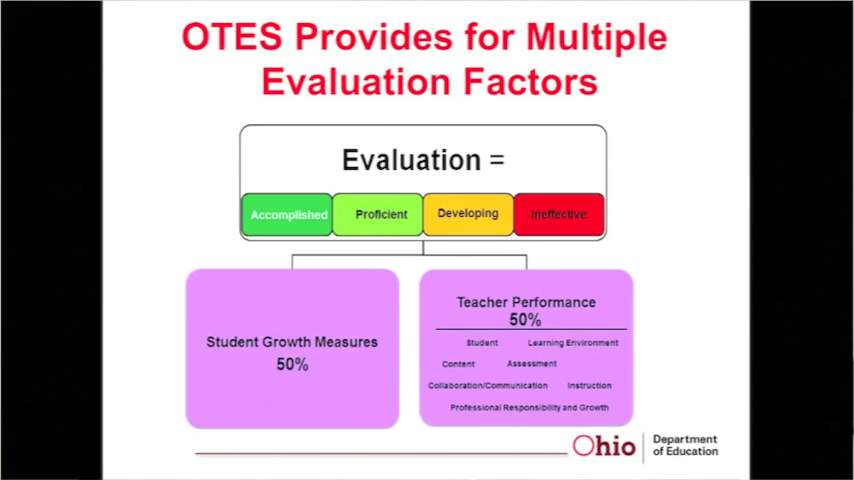 OTES Provides for Multiple
Evaluation Factors
Evaluation =
Accomplished
Proficient
Developing
Ineffective
Student Growth Measures
50%
Teacher Performance
50%
Student
Learning Environment
Content
Assessment
Collaboration/Communication
Instruction
Professional Responsibility and Growth
Ohio
Department
of Education